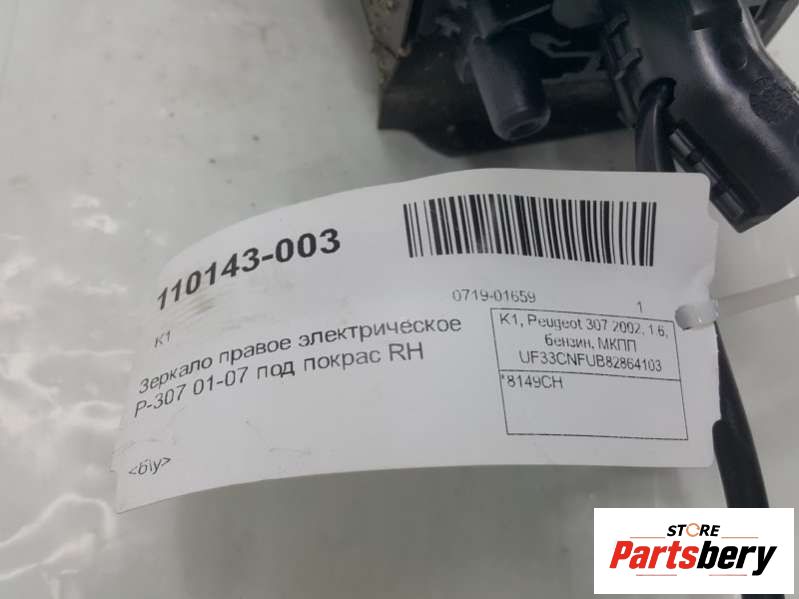 110143-003
K1
0719-01659 1
Зеркало правое электрическое
Р-307 01-07 под покрас RH
<б\у>
K1, Peugeot 307 2002, 1.6,
бензин, МКПП
UF33CNFUB82864103
*8149CH
STORE
Partsbery